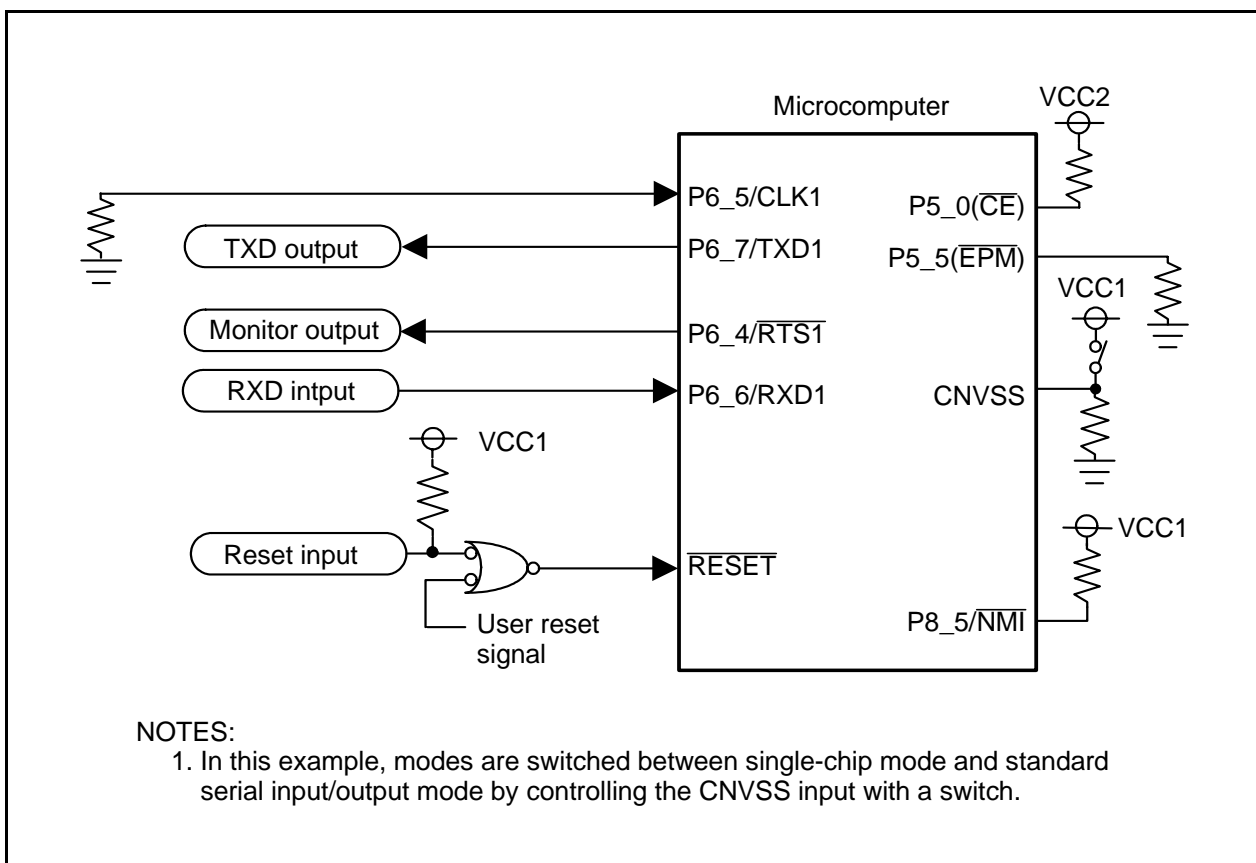 Microcomputer
VCC2
P6_5/CLK1
P5_0(CE)
TXD output
P6_7/TXD1
P5_5(EPM)
VCC1
Monitor output
P6_4/RTS1
RXD intput
P6_6/RXD1
CNVSS
VCC1
VCC1
Reset input
RESET
User reset
signal
P8_5/NMI
NOTES:
1. In this example, modes are switched between single-chip mode and standard
serial input/output mode by controlling the CNVSS input with a switch.